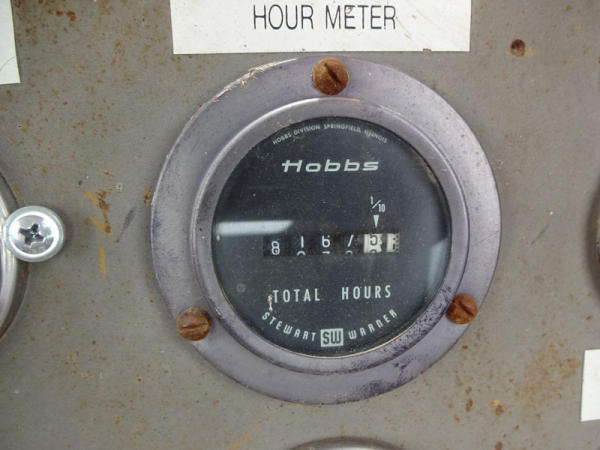 HOUR METER
HOBBS DIVISION SPRINGFIELD, ILLINOIS
Hobbs
1/10
8 1 6 7 5
TOTAL HOURS
STEWART SW WARNER